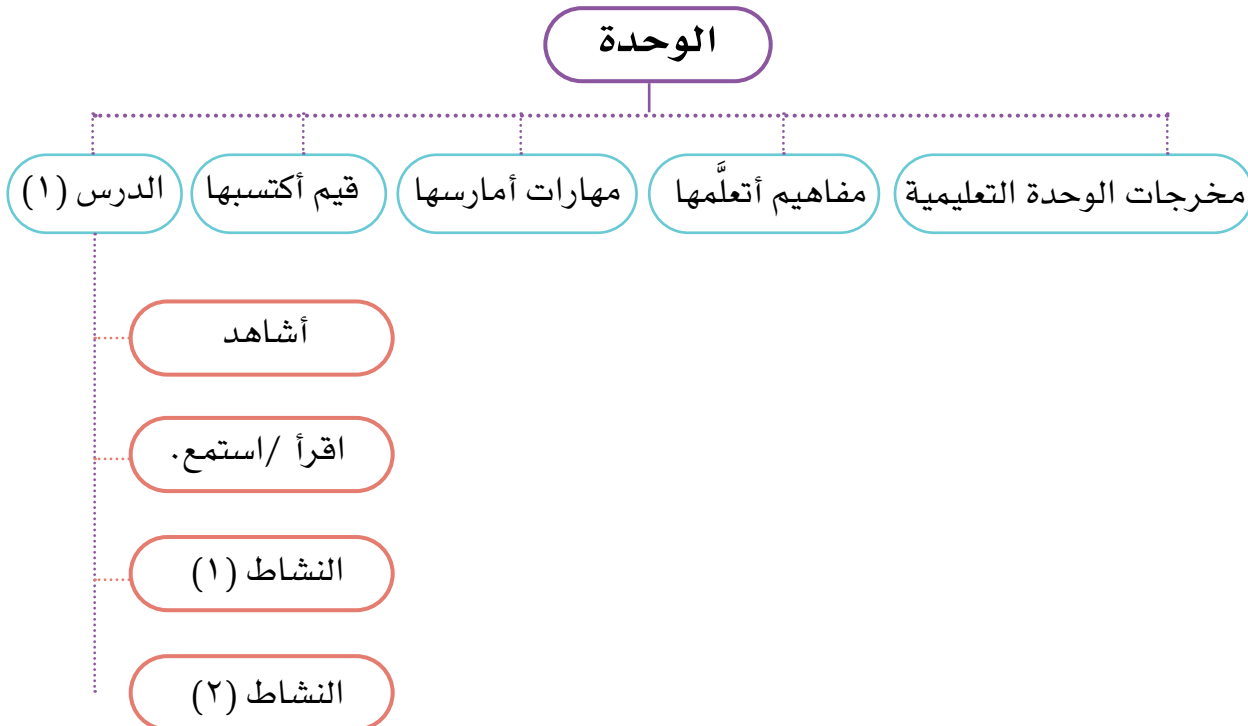 الوحدة
مخرجات الوحدة التعليمية
مفاهيم أتعلَّمها
مهارات أمارسها
قيم أكتسبها
الدرس (١)
أشاهد
اقرأ /استمع.
النشاط (١)
النشاط (٢)